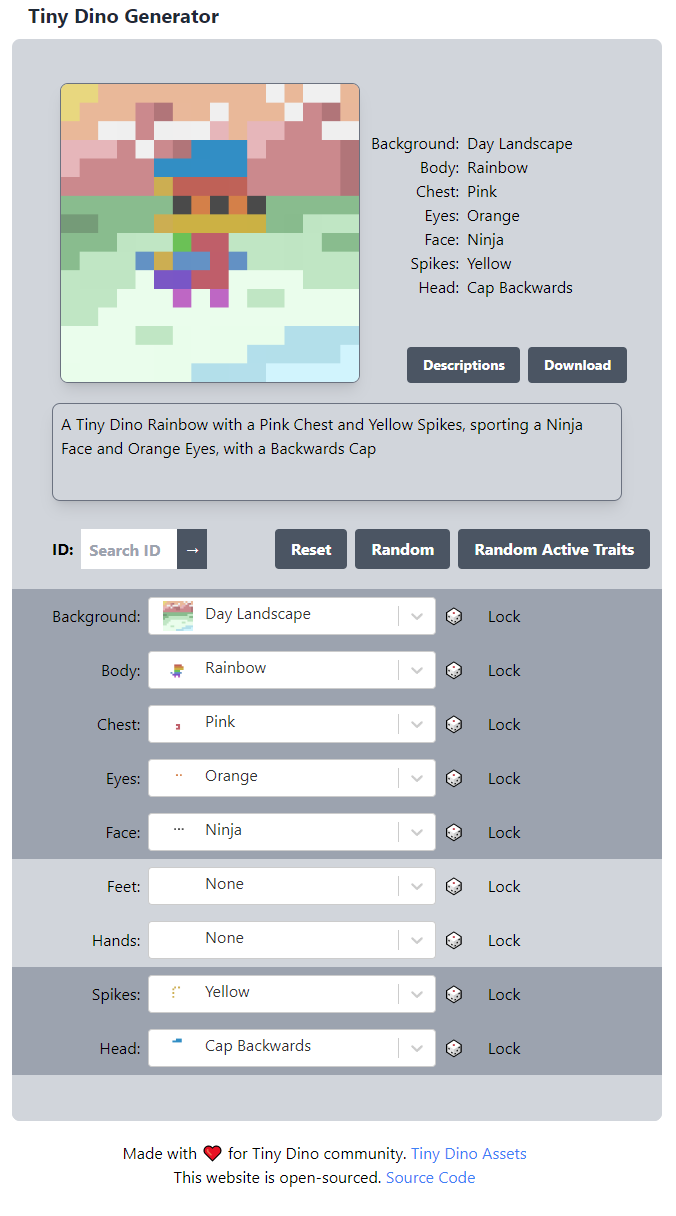 Tiny Dino Generator
Background: Day Landscape
Body: Rainbow
Chest: Pink
Eyes: Orange
Face: Ninja
Spikes: Yellow
Head: Cap Backwards
Descriptions Download
A Tiny Dino Rainbow with a Pink Chest and Yellow Spikes, sporting a Ninja
Face and Orange Eyes, with a Backwards Cap
ID: Search ID → Reset Random Random Active Traits
Background: Day Landscape Lock
Body: Rainbow Lock
Chest: Pink Lock
Eyes: Orange Lock
Face: Ninja Lock
Feet: None Lock
Hands: None Lock
Spikes: Yellow Lock
Head: Cap Backwards Lock
Made with ❤ for Tiny Dino community. Tiny Dino Assets
This website is open-sourced. Source Code